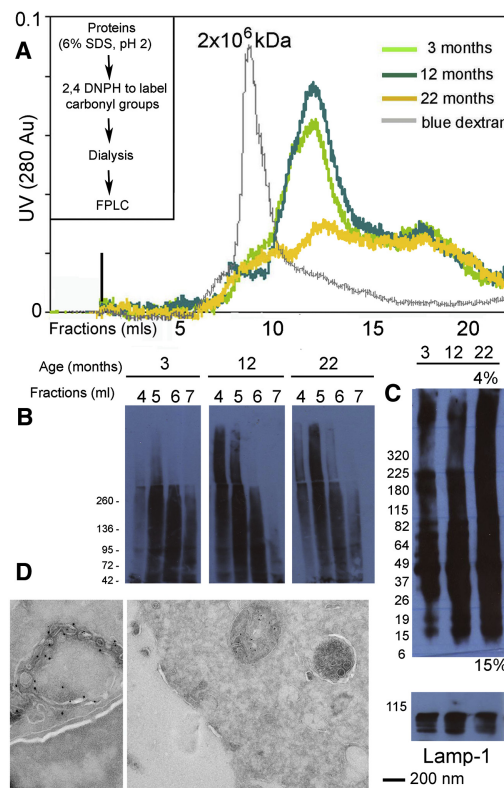 A
0.1
UV (280 Au)
0
Proteins
(6% SDS, pH 2)
2,4 DNPH to label
carbonyl groups
Dialysis
FPLC
2x10⁶kDa
3 months
12 months
22 months
blue dextran
Fractions (mls)
5
10
15
20
Age (months)
3
12
22
Fractions (ml)
4 5 6 7
4 5 6 7
4 5 6 7
B
260 -
136 -
95 -
72 -
42 -
C
3 12 22
4%
320
225
180
115
82
64
49
37
26
19
15
6
15%
115
Lamp-1
200 nm
D